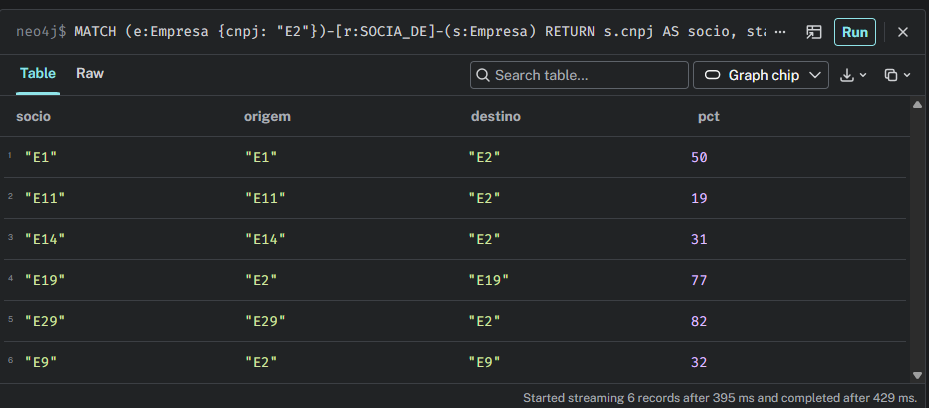 neo4j$ MATCH (e:Empresa {cnpj: "E2"})-[r:SOCIA_DE]-(s:Empresa) RETURN s.cnpj AS socio, sta ··· Run
Table Raw Search table... Graph chip
socio origem destino pct
1 "E1" "E1" "E2" 50
2 "E11" "E11" "E2" 19
3 "E14" "E14" "E2" 31
4 "E19" "E2" "E19" 77
5 "E29" "E29" "E2" 82
6 "E9" "E2" "E9" 32
Started streaming 6 records after 395 ms and completed after 429 ms.